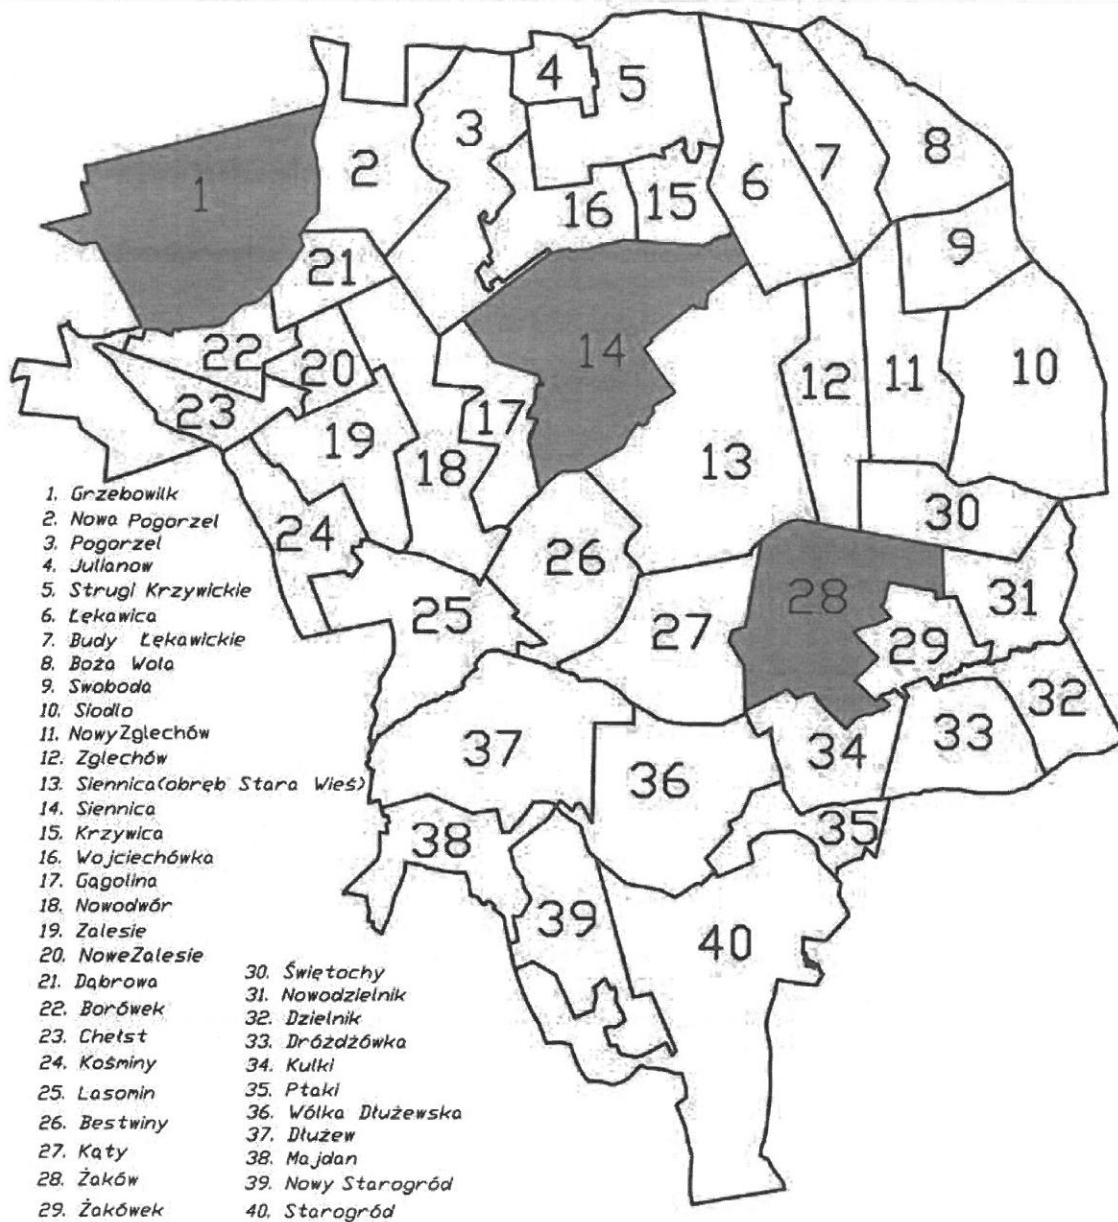 4
5
3
2
8
7
6
1
16
15
9
21
14
10
22
20
12
11
23
17
19
13
18
30
24
26
31
28
25
27
29
32
37
33
34
36
35
38
39
40
1. Grzebowilk
2. Nowa Pogorzel
3. Pogorzel
4. Julianow
5. Strugi Krzywickie
6. Łękawica
7. Budy Łękawickie
8. Boża Wola
9. Swoboda
10. Siodło
11. Nowy Zglechów
12. Zglechów
13. Siennica(obręb Stara Wieś)
14. Siennica
15. Krzywica
16. Wojciechówka
17. Gągolina
18. Nowodwór
19. Zalesie
20. NoweZalesie
21. Dąbrowa
22. Borówek
23. Chełst
24. Kośminy
25. Lasomin
26. Bestwiny
27. Kąty
28. Żaków
29. Żakówek
30. Świętochy
31. Nowodzielnik
32. Dzielnik
33. Dróżdżówka
34. Kulki
35. Ptaki
36. Wólka Dłużewska
37. Dłużew
38. Majdan
39. Nowy Starogród
40. Starogród